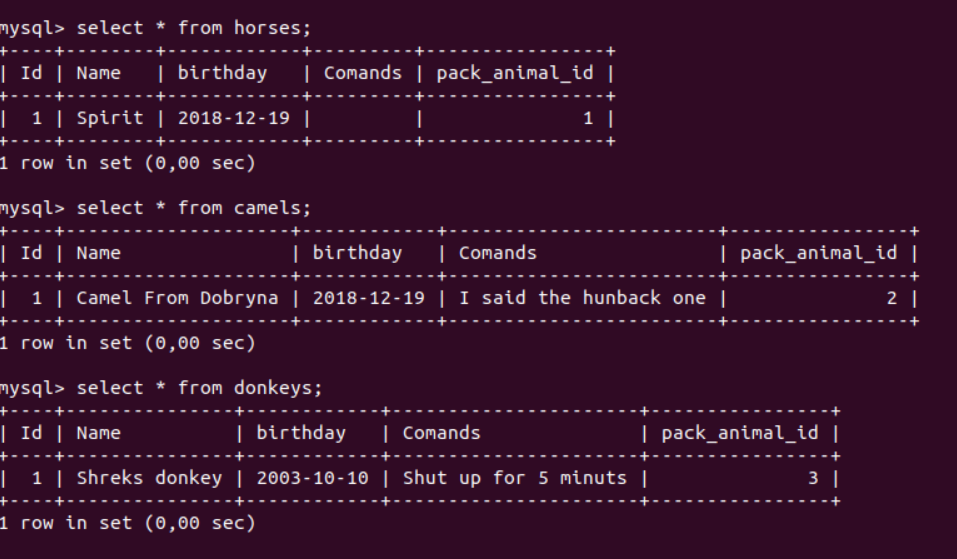 mysql> select * from horses;
+----+--------+------------+---------+----------------+
| Id | Name   | birthday   | Comands | pack_animal_id |
+----+--------+------------+---------+----------------+
|  1 | Spirit | 2018-12-19 |         |              1 |
+----+--------+------------+---------+----------------+
1 row in set (0,00 sec)

mysql> select * from camels;
+----+--------------------+------------+------------------------+----------------+
| Id | Name               | birthday   | Comands                | pack_animal_id |
+----+--------------------+------------+------------------------+----------------+
|  1 | Camel From Dobryna | 2018-12-19 | I said the hunback one |              2 |
+----+--------------------+------------+------------------------+----------------+
1 row in set (0,00 sec)

mysql> select * from donkeys;
+----+---------------+------------+----------------------+----------------+
| Id | Name          | birthday   | Comands              | pack_animal_id |
+----+---------------+------------+----------------------+----------------+
|  1 | Shreks donkey | 2003-10-10 | Shut up for 5 minuts |              3 |
+----+---------------+------------+----------------------+----------------+
1 row in set (0,00 sec)